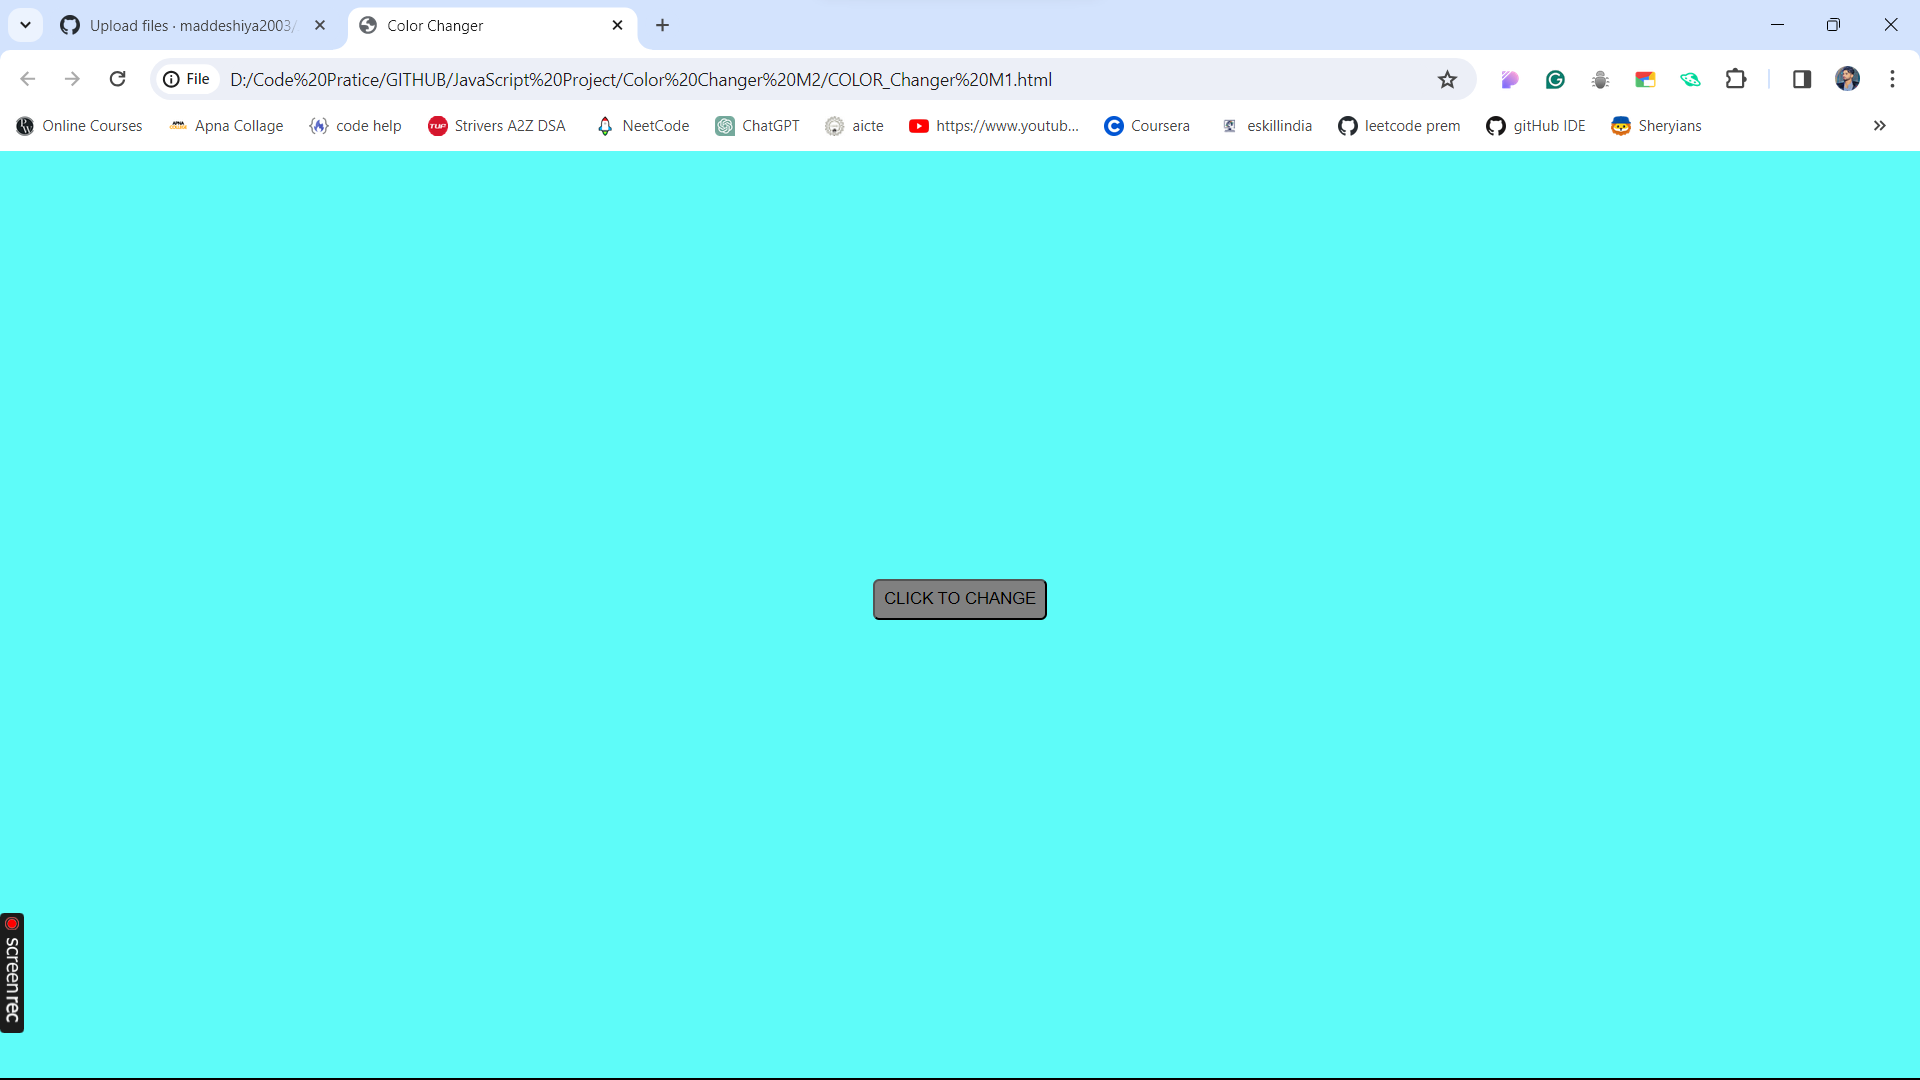 Upload files · maddeshiya2003/
Color Changer
File
D:/Code%20Pratice/GITHUB/JavaScript%20Project/Color%20Changer%20M2/COLOR_Changer%20M1.html
Online Courses
Apna Collage
code help
TUF
Strivers A2Z DSA
NeetCode
ChatGPT
aicte
https://www.youtub...
Coursera
eskillindia
leetcode prem
gitHub IDE
Sheryians
CLICK TO CHANGE
screenrec